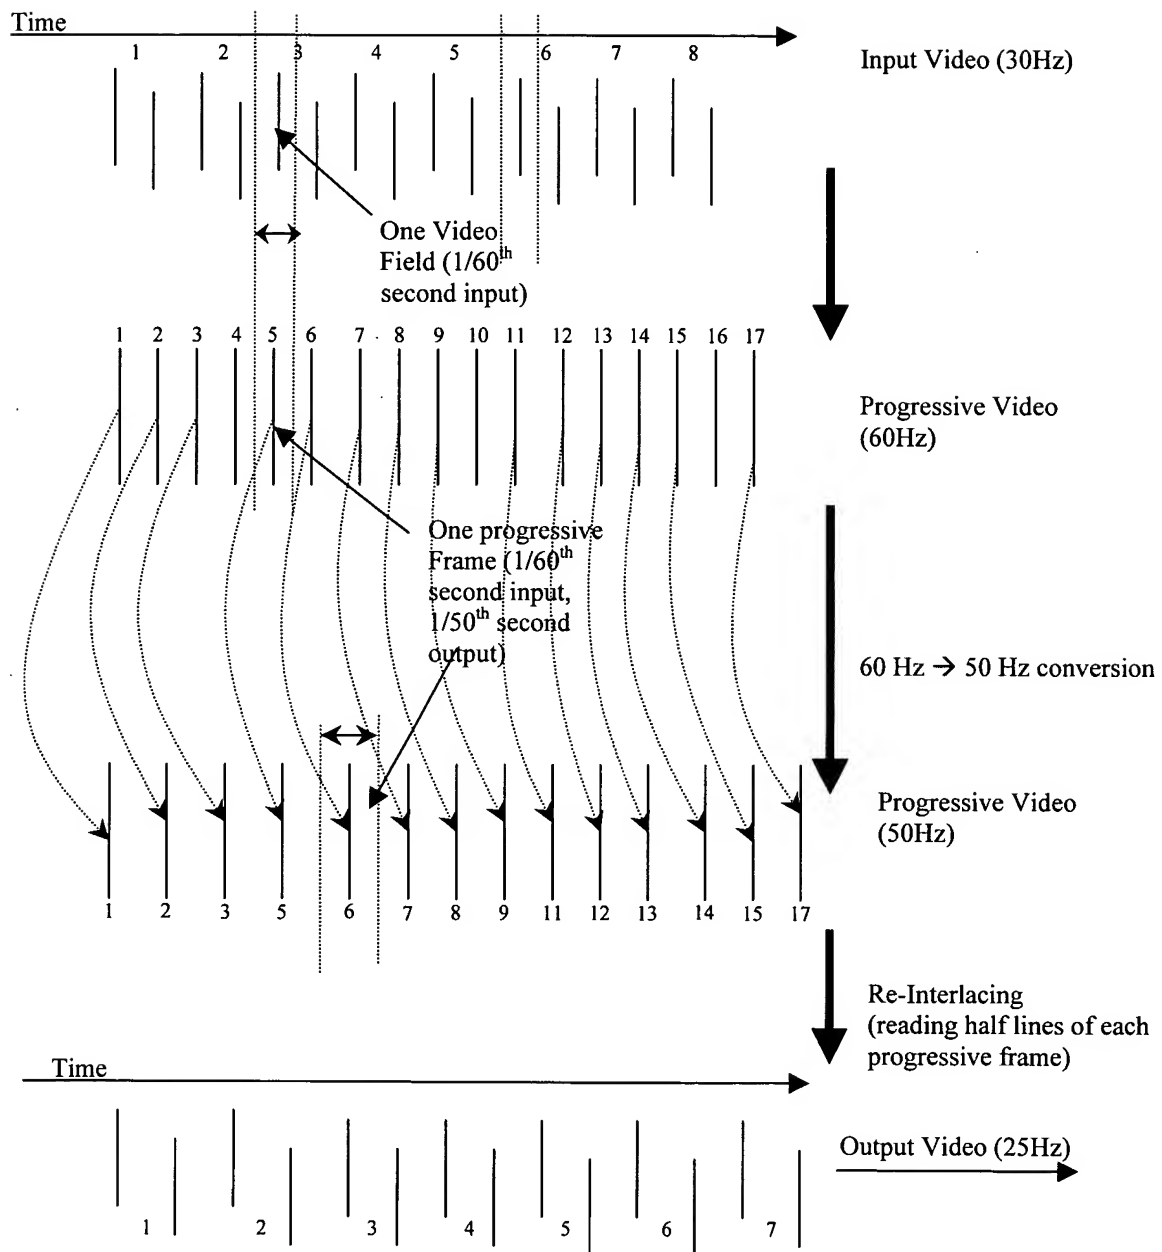 Time
1 2 3 4 5 6 7 8
Input Video (30Hz)
One Video
Field (1/60th
second input)
1 2 3 4 5 6 7 8 9 10 11 12 13 14 15 16 17
Progressive Video
(60Hz)
One progressive
Frame (1/60th
second input,
1/50th second
output)
60 Hz → 50 Hz conversion
Progressive Video
(50Hz)
1 2 3 5 6 7 8 9 11 12 13 14 15 17
Re-Interlacing
(reading half lines of each
progressive frame)
Time
Output Video (25Hz)
1 2 3 4 5 6 7